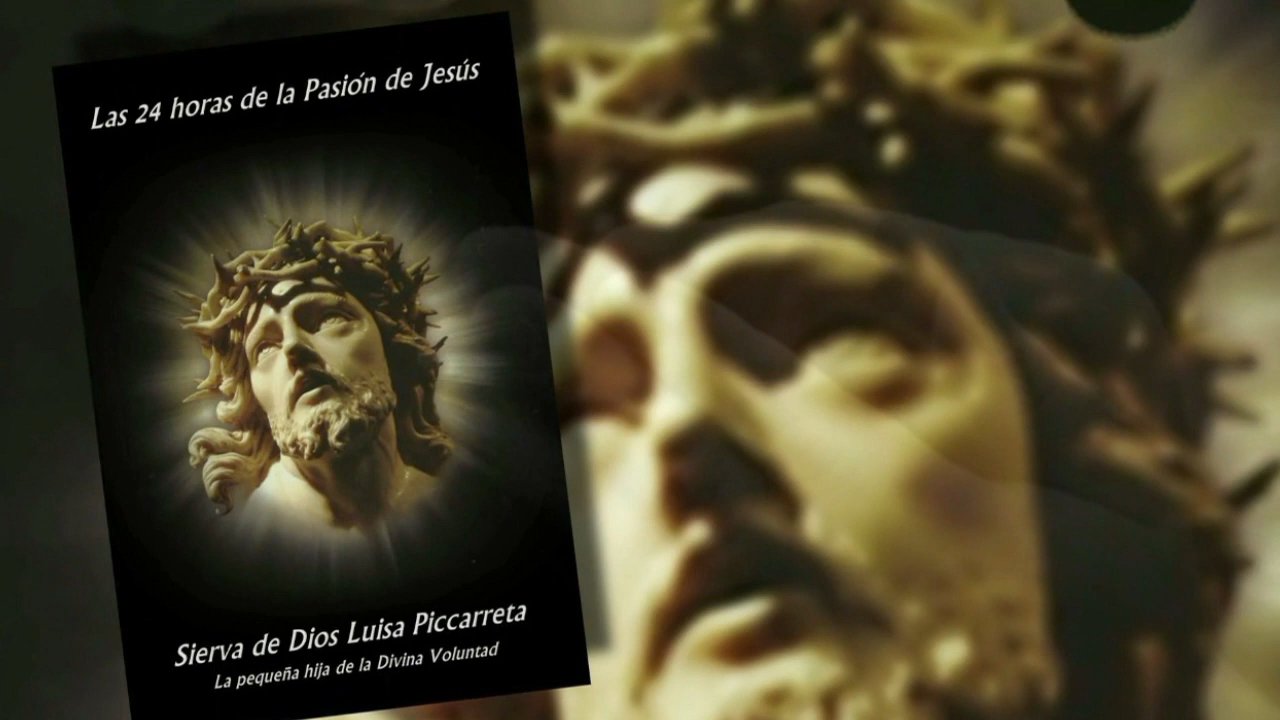 Las 24 horas de la Pasión de Jesús
Sierva de Dios Luisa Piccarreta
La pequeña hija de la Divina Voluntad